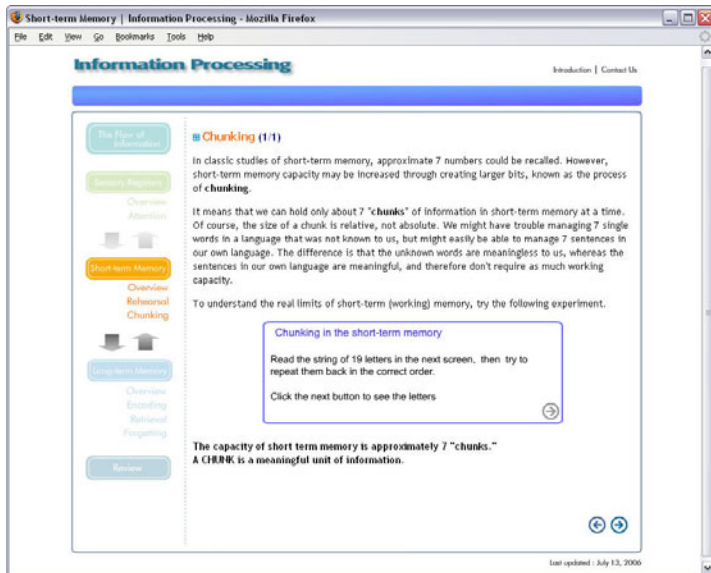 Short-term Memory | Information Processing - Mozilla Firefox
File Edit View Go Bookmarks Tools Help
Information Processing
Introduction | Contact Us
The Flow of
Information
Sensory Registers
Overview
Attention
Short-term Memory
Overview
Rehearsal
Chunking
Long-term Memory
Overview
Encoding
Retrieval
Forgetting
Review
Chunking (1/1)
In classic studies of short-term memory, approximate 7 numbers could be recalled. However,
short-term memory capacity may be increased through creating larger bits, known as the process
of chunking.
It means that we can hold only about 7 "chunks" of information in short-term memory at a time.
Of course, the size of a chunk is relative, not absolute. We might have trouble managing 7 single
words in a language that was not known to us, but might easily be able to manage 7 sentences in
our own language. The difference is that the unknown words are meaningless to us, whereas the
sentences in our own language are meaningful, and therefore don't require as much working
capacity.
To understand the real limits of short-term (working) memory, try the following experiment.
Chunking in the short-term memory
Read the string of 19 letters in the next screen, then try to
repeat them back in the correct order.
Click the next button to see the letters
The capacity of short term memory is approximately 7 "chunks."
A CHUNK is a meaningful unit of information.
Last updated : July 13, 2006